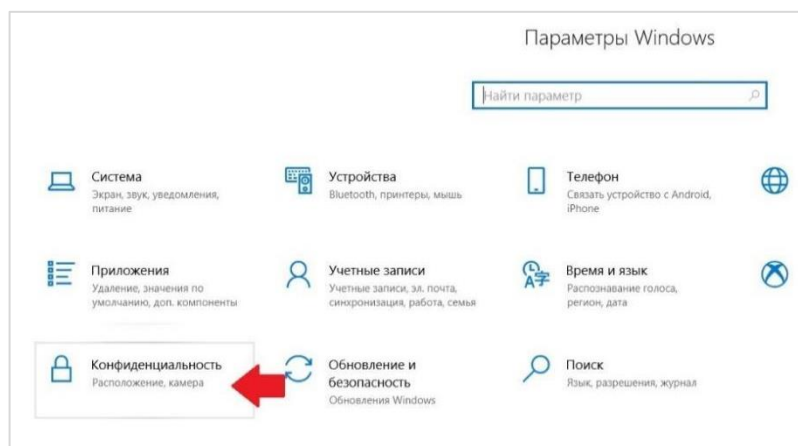 Параметры Windows
Найти параметр
Система
Экран, звук, уведомления,
питание
Устройства
Bluetooth, принтеры, мышь
Телефон
Связать устройство с Android,
iPhone
Приложения
Удаление, значения по
умолчанию, доп. компоненты
Учетные записи
Учетные записи, эл. почта,
синхронизация, работа, семья
Время и язык
Распознавание голоса,
регион, дата
Конфиденциальность
Расположение, камера
Обновление и
безопасность
Обновления Windows
Поиск
Язык, разрешения, журнал